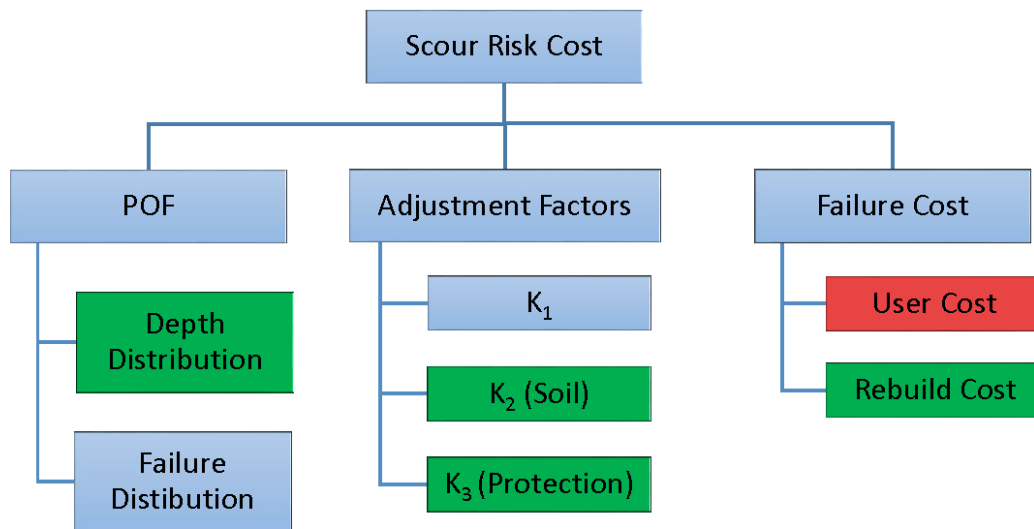 Scour Risk Cost
POF
Adjustment Factors
Failure Cost
Depth
Distribution
Failure
Distibution
K₁
K₂ (Soil)
K₃ (Protection)
User Cost
Rebuild Cost